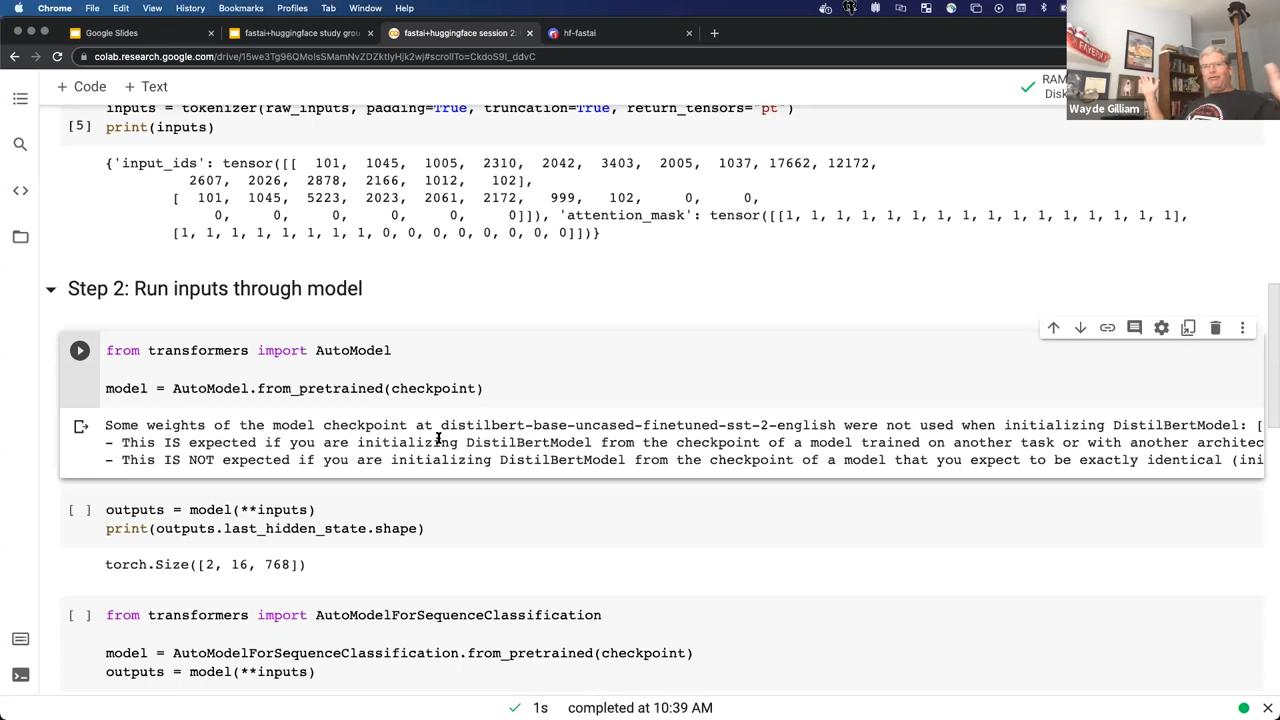 Chrome File Edit View History Bookmarks Profiles Tab Window Help
Google Slides
fastai+huggingface study grou
fastai+huggingface session 2:
hf-fastai
colab.research.google.com/drive/15we3Tg96QMolsSMamNvZDZktlyHjk2wj#scrollTo=CkdoS9l_ddvC
+ Code + Text
RAM
Disk
Wayde Gilliam
inputs = tokenizer(raw_inputs, padding=True, truncation=True, return_tensors="pt")
[5] print(inputs)
{'input_ids': tensor([[ 101, 1045, 1005, 2310, 2042, 3403, 2005, 1037, 17662, 12172,
2607, 2026, 2878, 2166, 1012, 102],
[ 101, 1045, 5223, 2023, 2061, 2172, 999, 102, 0, 0,
0, 0, 0, 0, 0, 0]]), 'attention_mask': tensor([[1, 1, 1, 1, 1, 1, 1, 1, 1, 1, 1, 1, 1, 1, 1, 1],
[1, 1, 1, 1, 1, 1, 1, 1, 0, 0, 0, 0, 0, 0, 0, 0]])}
Step 2: Run inputs through model
from transformers import AutoModel
model = AutoModel.from_pretrained(checkpoint)
Some weights of the model checkpoint at distilbert-base-uncased-finetuned-sst-2-english were not used when initializing DistilBertModel: [
- This IS expected if you are initializing DistilBertModel from the checkpoint of a model trained on another task or with another architec
- This IS NOT expected if you are initializing DistilBertModel from the checkpoint of a model that you expect to be exactly identical (ini
[ ] outputs = model(**inputs)
print(outputs.last_hidden_state.shape)
torch.Size([2, 16, 768])
[ ] from transformers import AutoModelForSequenceClassification
model = AutoModelForSequenceClassification.from_pretrained(checkpoint)
outputs = model(**inputs)
1s completed at 10:39 AM